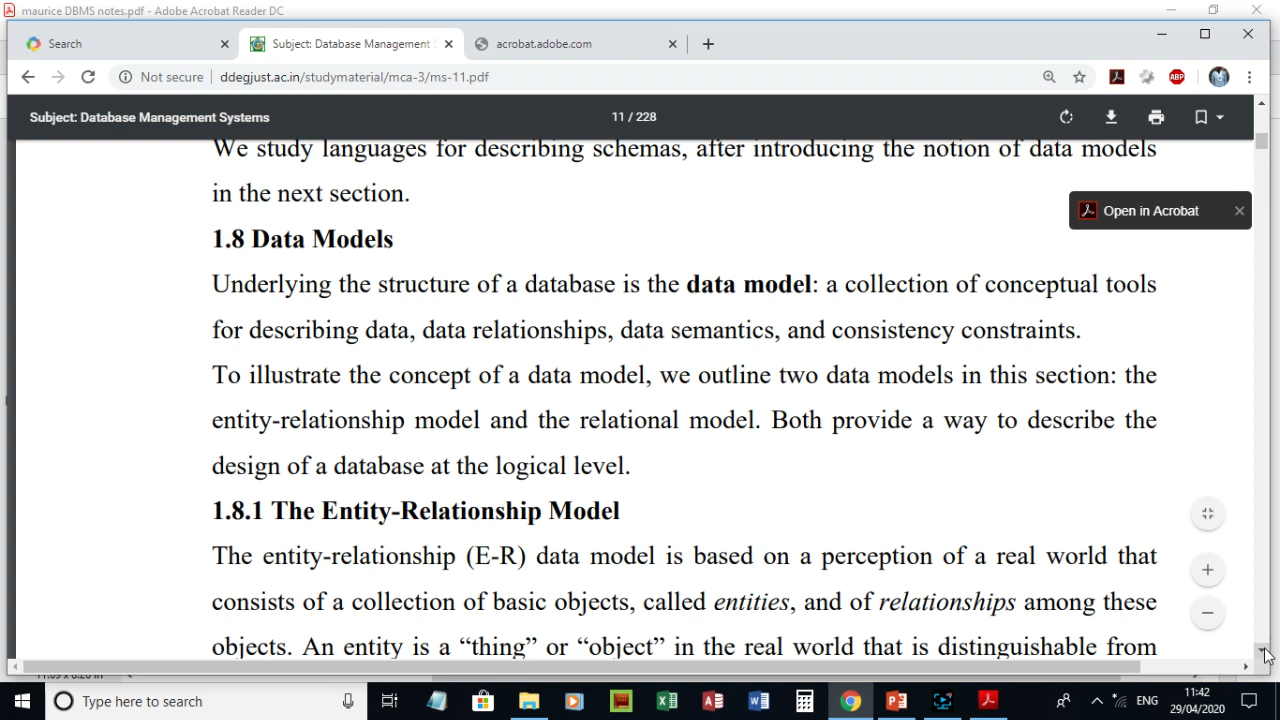 maurice DBMS notes.pdf - Adobe Acrobat Reader DC
Search
Subject: Database Management
acrobat.adobe.com
Not secure
ddegjust.ac.in/studymaterial/mca-3/ms-11.pdf
ABP
Subject: Database Management Systems
11 / 228
We study languages for describing schemas, after introducing the notion of data models
in the next section.
Open in Acrobat
1.8 Data Models
Underlying the structure of a database is the data model: a collection of conceptual tools
for describing data, data relationships, data semantics, and consistency constraints.
To illustrate the concept of a data model, we outline two data models in this section: the
entity-relationship model and the relational model. Both provide a way to describe the
design of a database at the logical level.
1.8.1 The Entity-Relationship Model
The entity-relationship (E-R) data model is based on a perception of a real world that
consists of a collection of basic objects, called entities, and of relationships among these
objects. An entity is a “thing” or “object” in the real world that is distinguishable from
Type here to search
ENG
11:42
29/04/2020